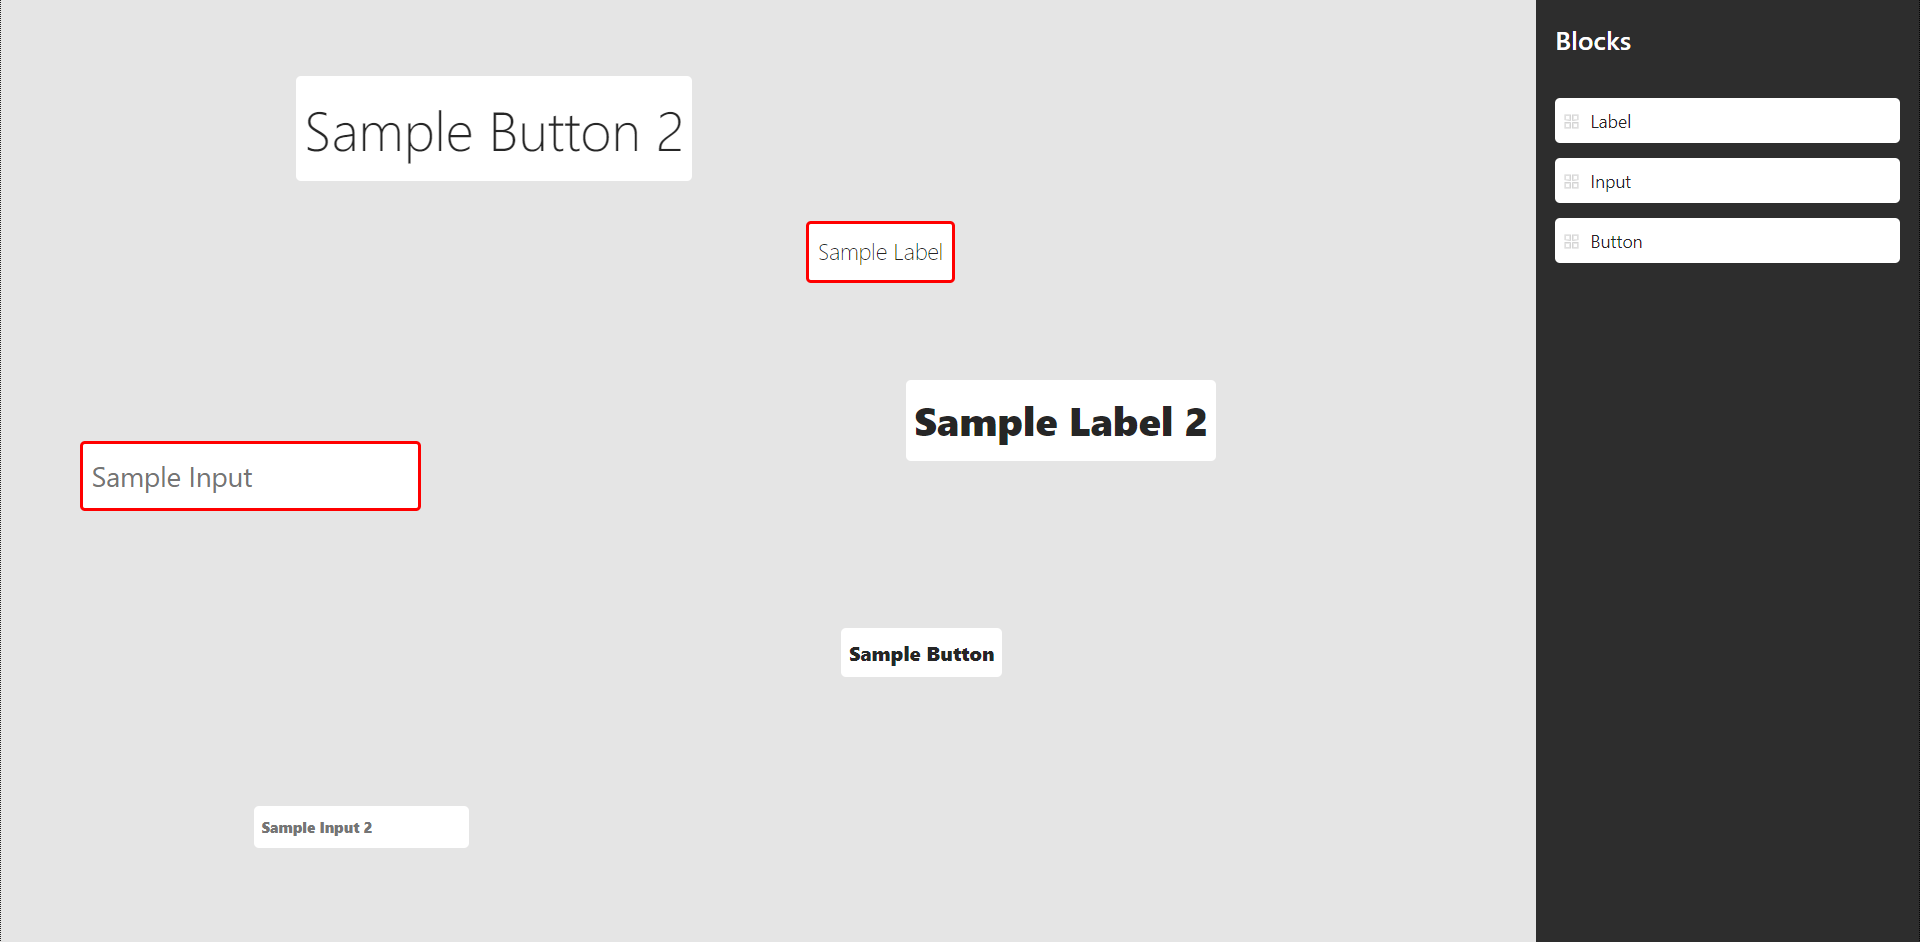 Sample Button 2
Sample Label
Sample Label 2
Sample Input
Sample Button
Sample Input 2
Blocks
Label
Input
Button